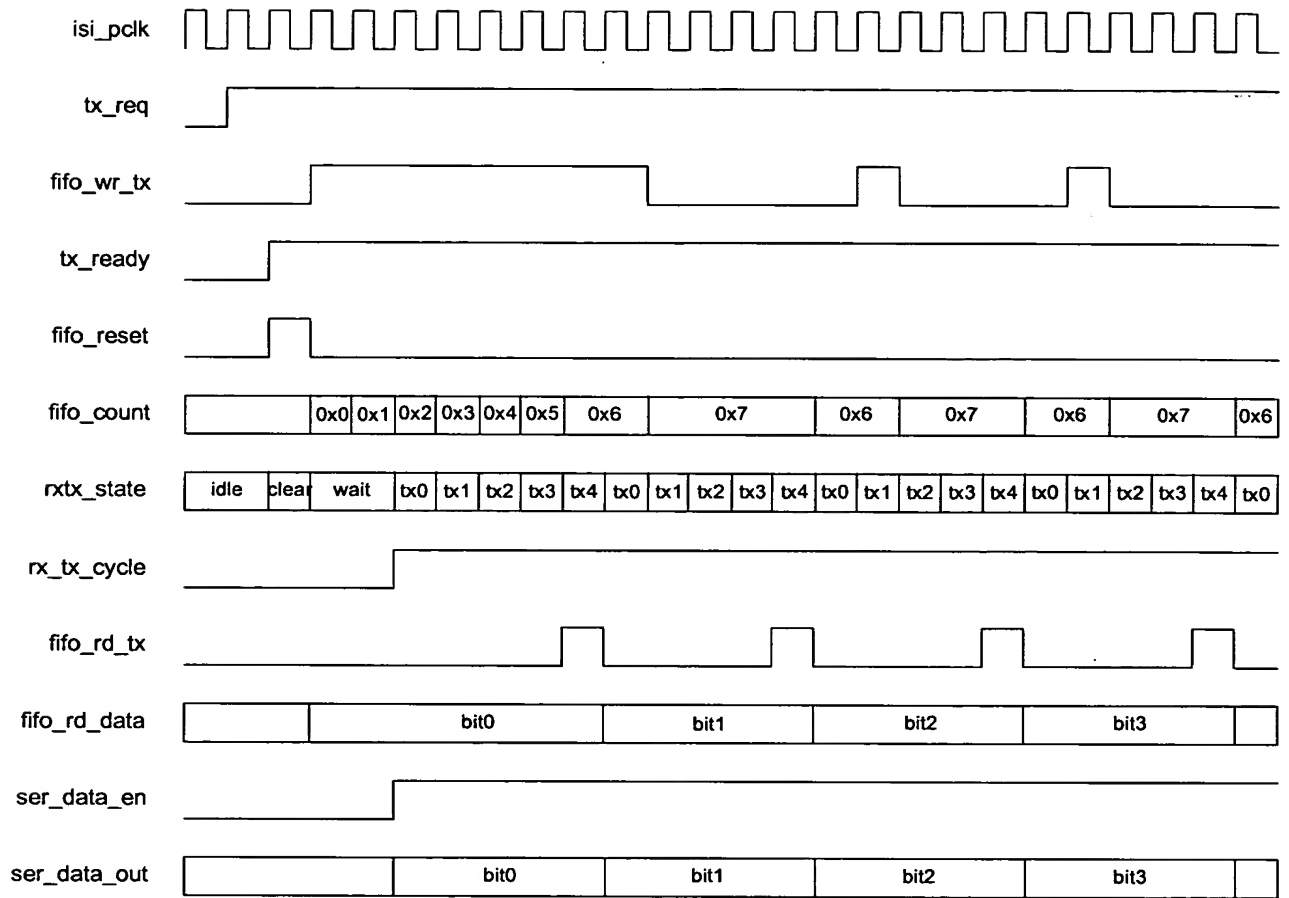 isi_pclk
tx_req
fifo_wr_tx
tx_ready
fifo_reset
fifo_count 0x0 0x1 0x2 0x3 0x4 0x5 0x6 0x7 0x6 0x7 0x6 0x7 0x6
rxtx_state idle clear wait tx0 tx1 tx2 tx3 tx4 tx0 tx1 tx2 tx3 tx4 tx0 tx1 tx2 tx3 tx4 tx0 tx1 tx2 tx3 tx4 tx0
rx_tx_cycle
fifo_rd_tx
fifo_rd_data bit0 bit1 bit2 bit3
ser_data_en
ser_data_out bit0 bit1 bit2 bit3